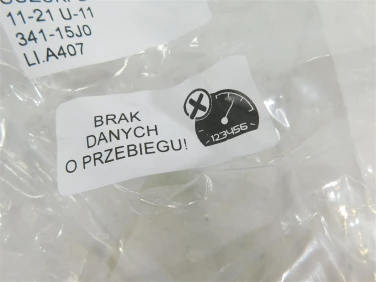 11-21 U-11
341-15J0
LI.A407
BRAK
DANYCH
O PRZEBIEGU!
123456